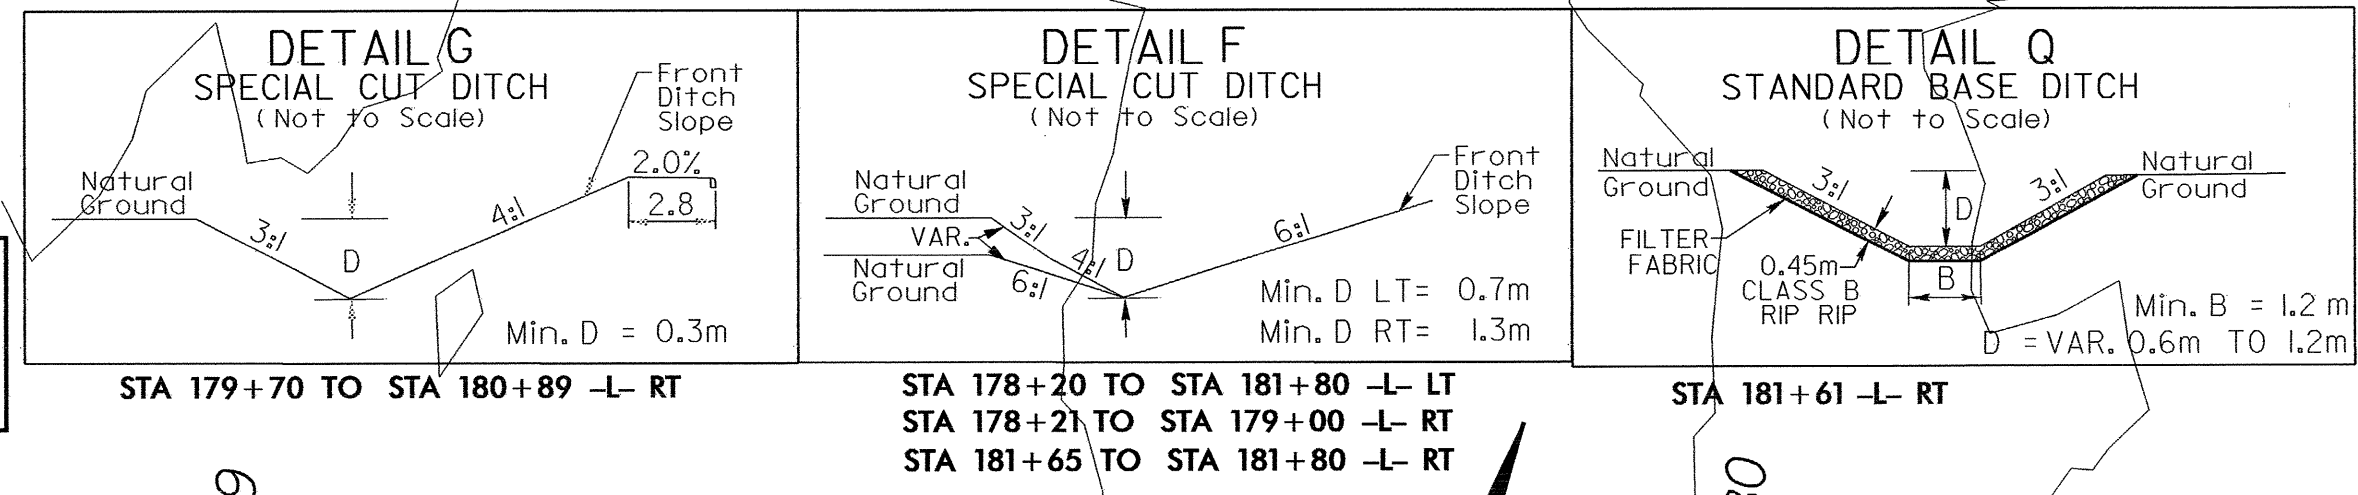 DETAIL G
SPECIAL CUT DITCH
(Not to Scale)
Front
Ditch
Slope
2.0%
2.8
Natural
Ground
3:1
4:1
D
Min. D = 0.3m
STA 179+70 TO STA 180+89 -L- RT
DETAIL F
SPECIAL CUT DITCH
(Not to Scale)
Front
Ditch
Slope
Natural
Ground
3:1
VAR.
4:1
D
6:1
Natural
Ground
6:1
Min. D LT= 0.7m
Min. D RT= 1.3m
STA 178+20 TO STA 181+80 -L- LT
STA 178+21 TO STA 179+00 -L- RT
STA 181+65 TO STA 181+80 -L- RT
DETAIL Q
STANDARD BASE DITCH
(Not to Scale)
Natural
Ground
3:1
D
3:1
Natural
Ground
FILTER
FABRIC
0.45m
CLASS B
RIP RIP
B
Min. B = 1.2 m
D = VAR. 0.6m TO 1.2m
STA 181+61 -L- RT